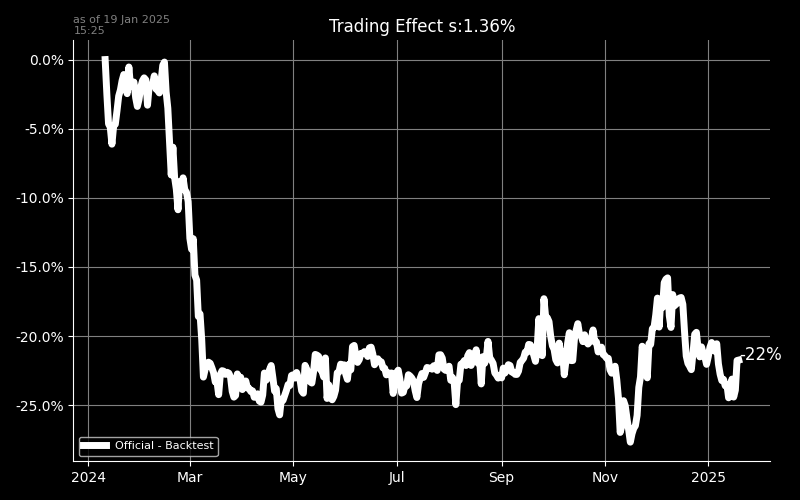 as of 19 Jan 2025
15:25
Trading Effect s:1.36%
0.0%
-5.0%
-10.0%
-15.0%
-20.0%
-25.0%
-22%
Official - Backtest
2024 Mar May Jul Sep Nov 2025